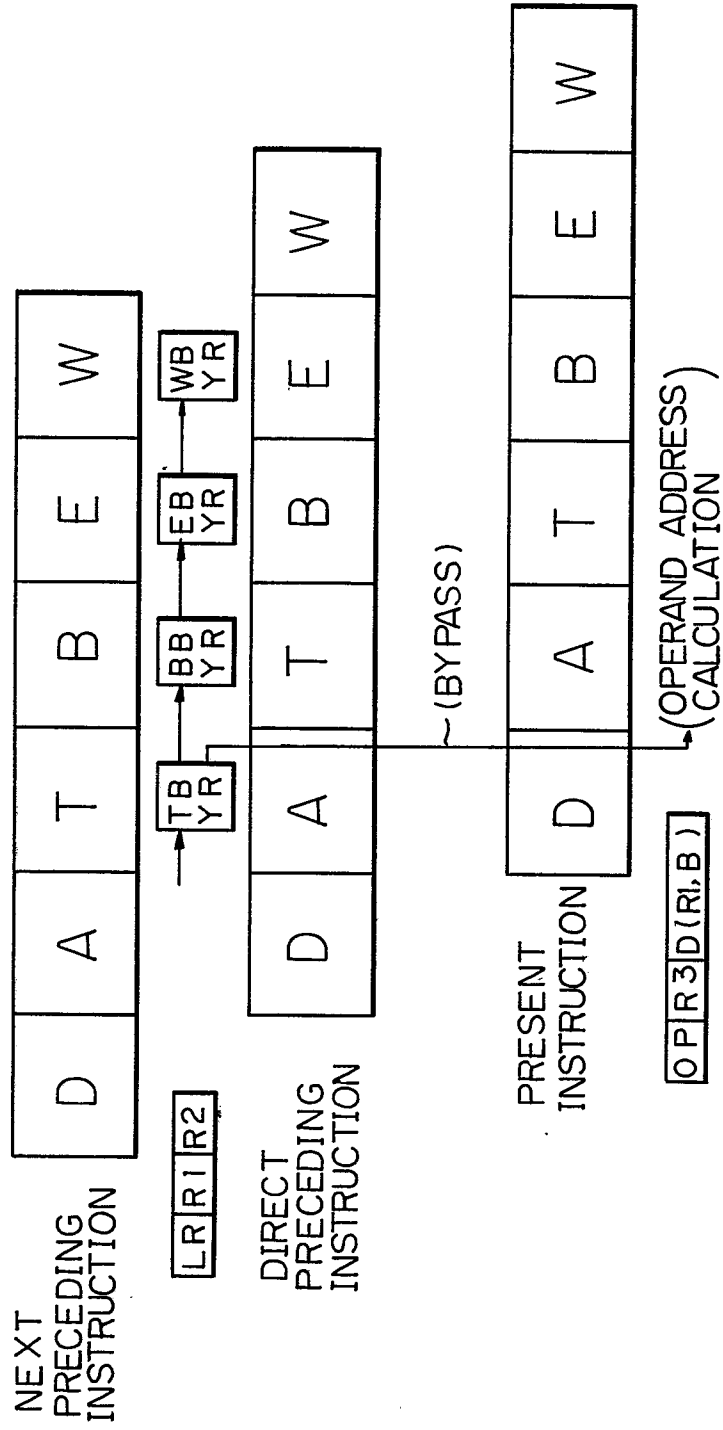 NEXT
PRECEDING
INSTRUCTION
D A T B E W
LR R1 R2
TB
YR
BB
YR
EB
YR
WB
YR
DIRECT
PRECEDING
INSTRUCTION
D A T B E W
~(BYPASS)
PRESENT
INSTRUCTION
D A T B E W
OP R3 D(R1,B)
(OPERAND ADDRESS
CALCULATION)